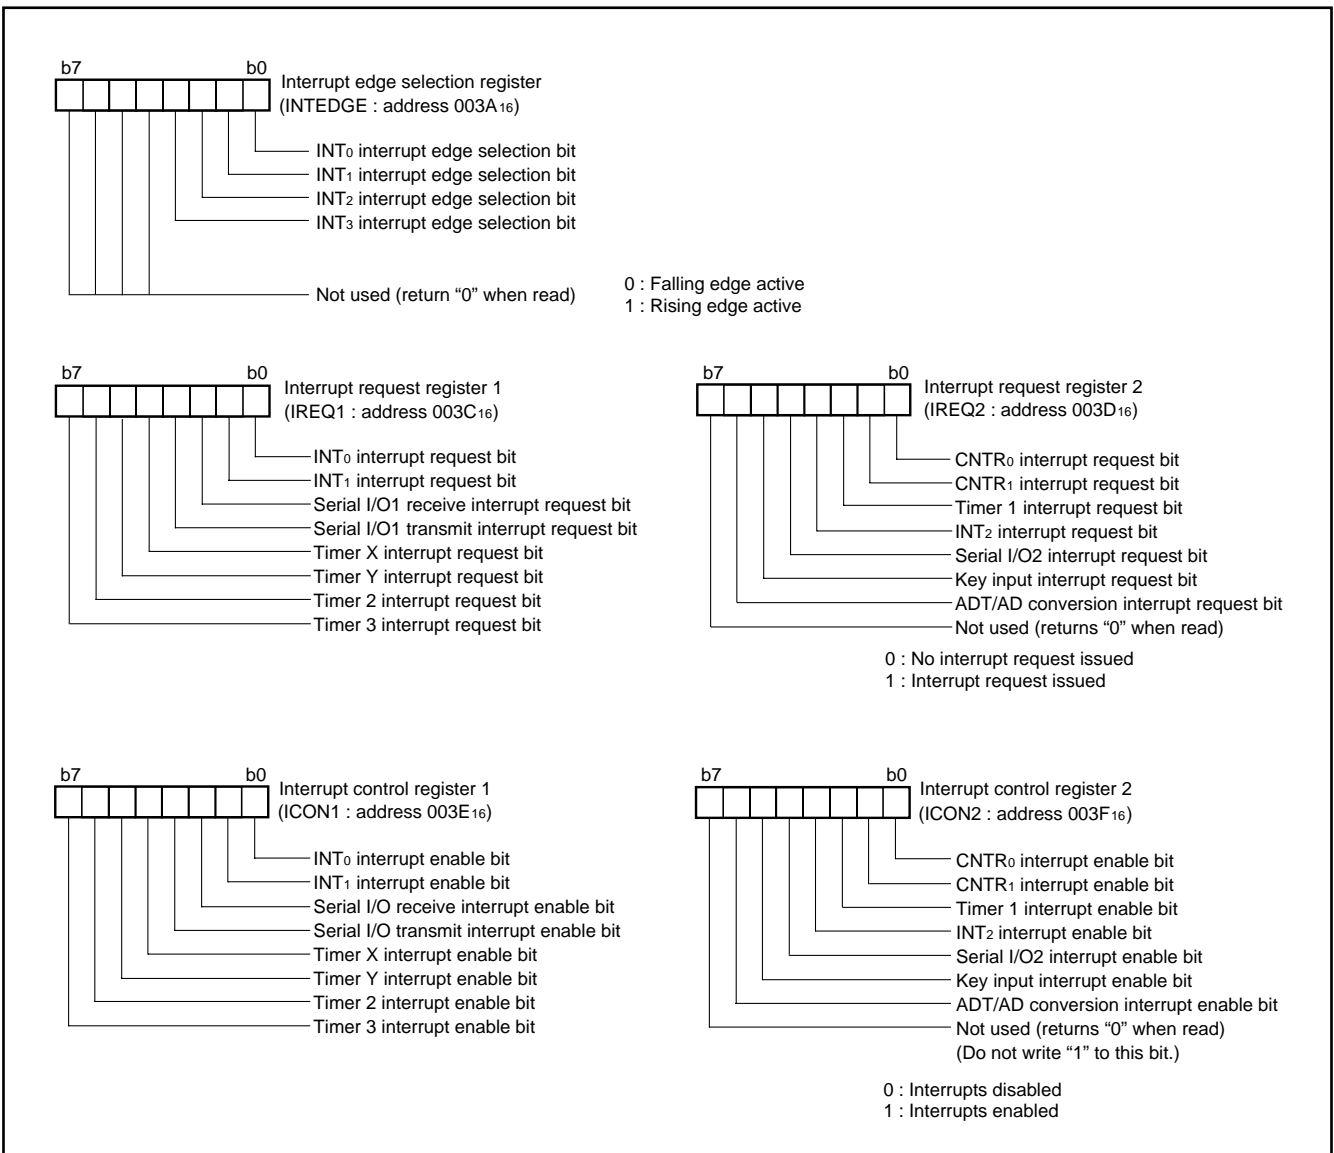 b7 b0
Interrupt edge selection register
(INTEDGE : address 003A16)
INT0 interrupt edge selection bit
INT1 interrupt edge selection bit
INT2 interrupt edge selection bit
INT3 interrupt edge selection bit
Not used (return “0” when read)
0 : Falling edge active
1 : Rising edge active
b7 b0
Interrupt request register 1
(IREQ1 : address 003C16)
INT0 interrupt request bit
INT1 interrupt request bit
Serial I/O1 receive interrupt request bit
Serial I/O1 transmit interrupt request bit
Timer X interrupt request bit
Timer Y interrupt request bit
Timer 2 interrupt request bit
Timer 3 interrupt request bit
b7 b0
Interrupt request register 2
(IREQ2 : address 003D16)
CNTR0 interrupt request bit
CNTR1 interrupt request bit
Timer 1 interrupt request bit
INT2 interrupt request bit
Serial I/O2 interrupt request bit
Key input interrupt request bit
ADT/AD conversion interrupt request bit
Not used (returns “0” when read)
0 : No interrupt request issued
1 : Interrupt request issued
b7 b0
Interrupt control register 1
(ICON1 : address 003E16)
INT0 interrupt enable bit
INT1 interrupt enable bit
Serial I/O receive interrupt enable bit
Serial I/O transmit interrupt enable bit
Timer X interrupt enable bit
Timer Y interrupt enable bit
Timer 2 interrupt enable bit
Timer 3 interrupt enable bit
b7 b0
Interrupt control register 2
(ICON2 : address 003F16)
CNTR0 interrupt enable bit
CNTR1 interrupt enable bit
Timer 1 interrupt enable bit
INT2 interrupt enable bit
Serial I/O2 interrupt enable bit
Key input interrupt enable bit
ADT/AD conversion interrupt enable bit
Not used (returns “0” when read)
(Do not write “1” to this bit.)
0 : Interrupts disabled
1 : Interrupts enabled